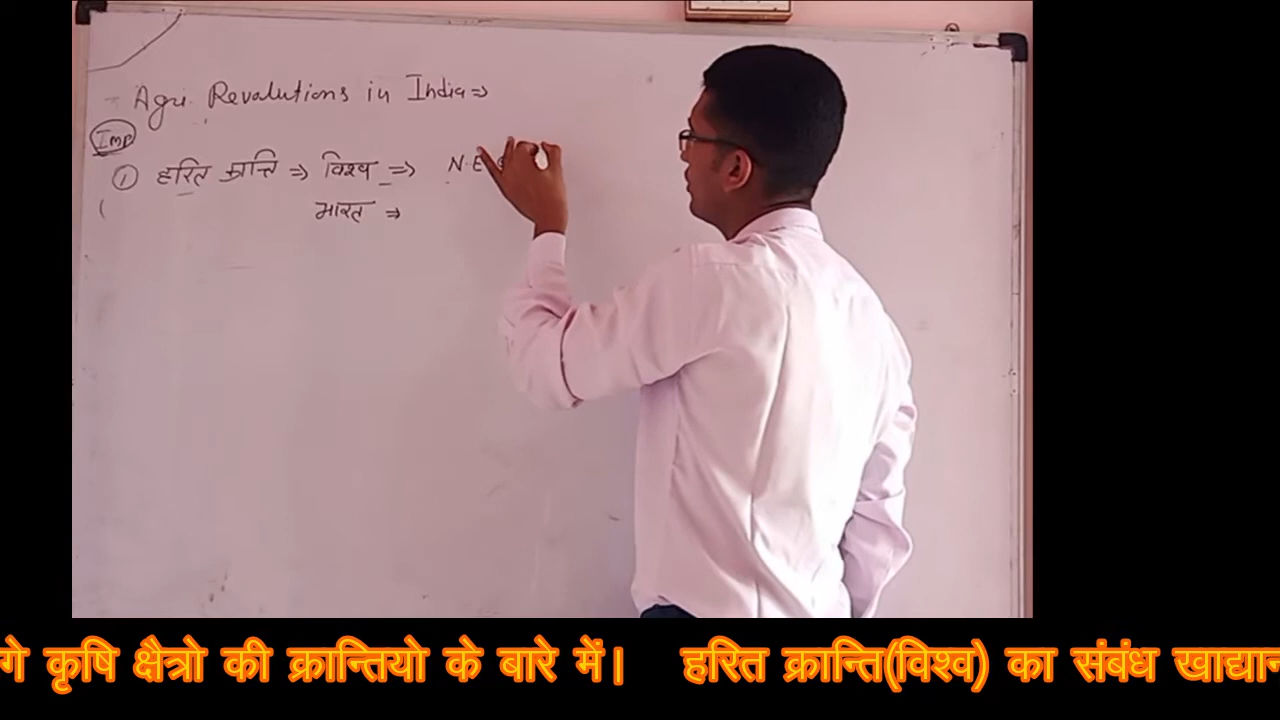 Agri. Revalutions in India ⇒
Imp
① हरित क्रान्ति ⇒ विश्व ⇒ N.E.
भारत ⇒
गे कृषि क्षैत्रो की क्रान्तियो के बारे में। हरित क्रान्ति(विश्व) का संबंध खाद्यान